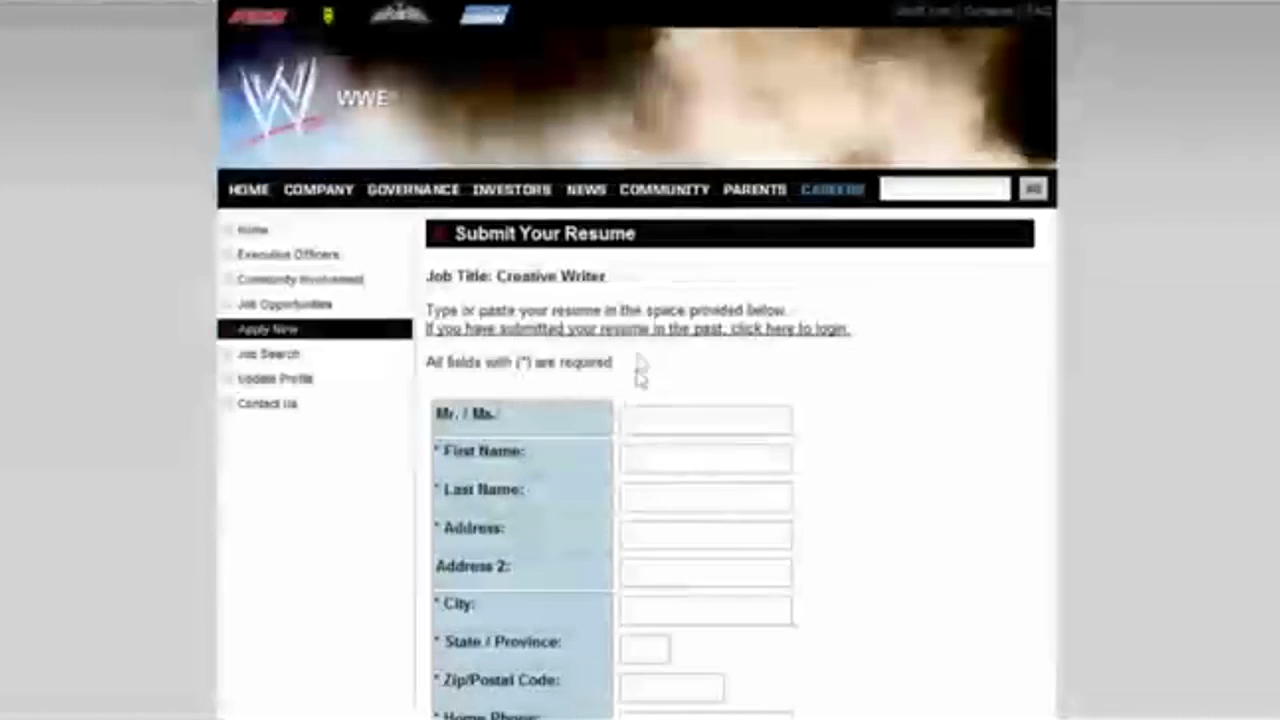 WWE
HOME COMPANY GOVERNANCE INVESTORS NEWS COMMUNITY PARENTS CAREERS
Home
Executive Officers
Community Involvement
Job Opportunities
Apply Now
Job Search
Update Profile
Contact Us
Submit Your Resume
Job Title: Creative Writer
Type or paste your resume in the space provided below.
If you have submitted your resume in the past, click here to login.
All fields with (*) are required
Mr. / Ms.:
* First Name:
* Last Name:
* Address:
Address 2:
* City:
* State / Province:
* Zip/Postal Code:
* Home Phone: